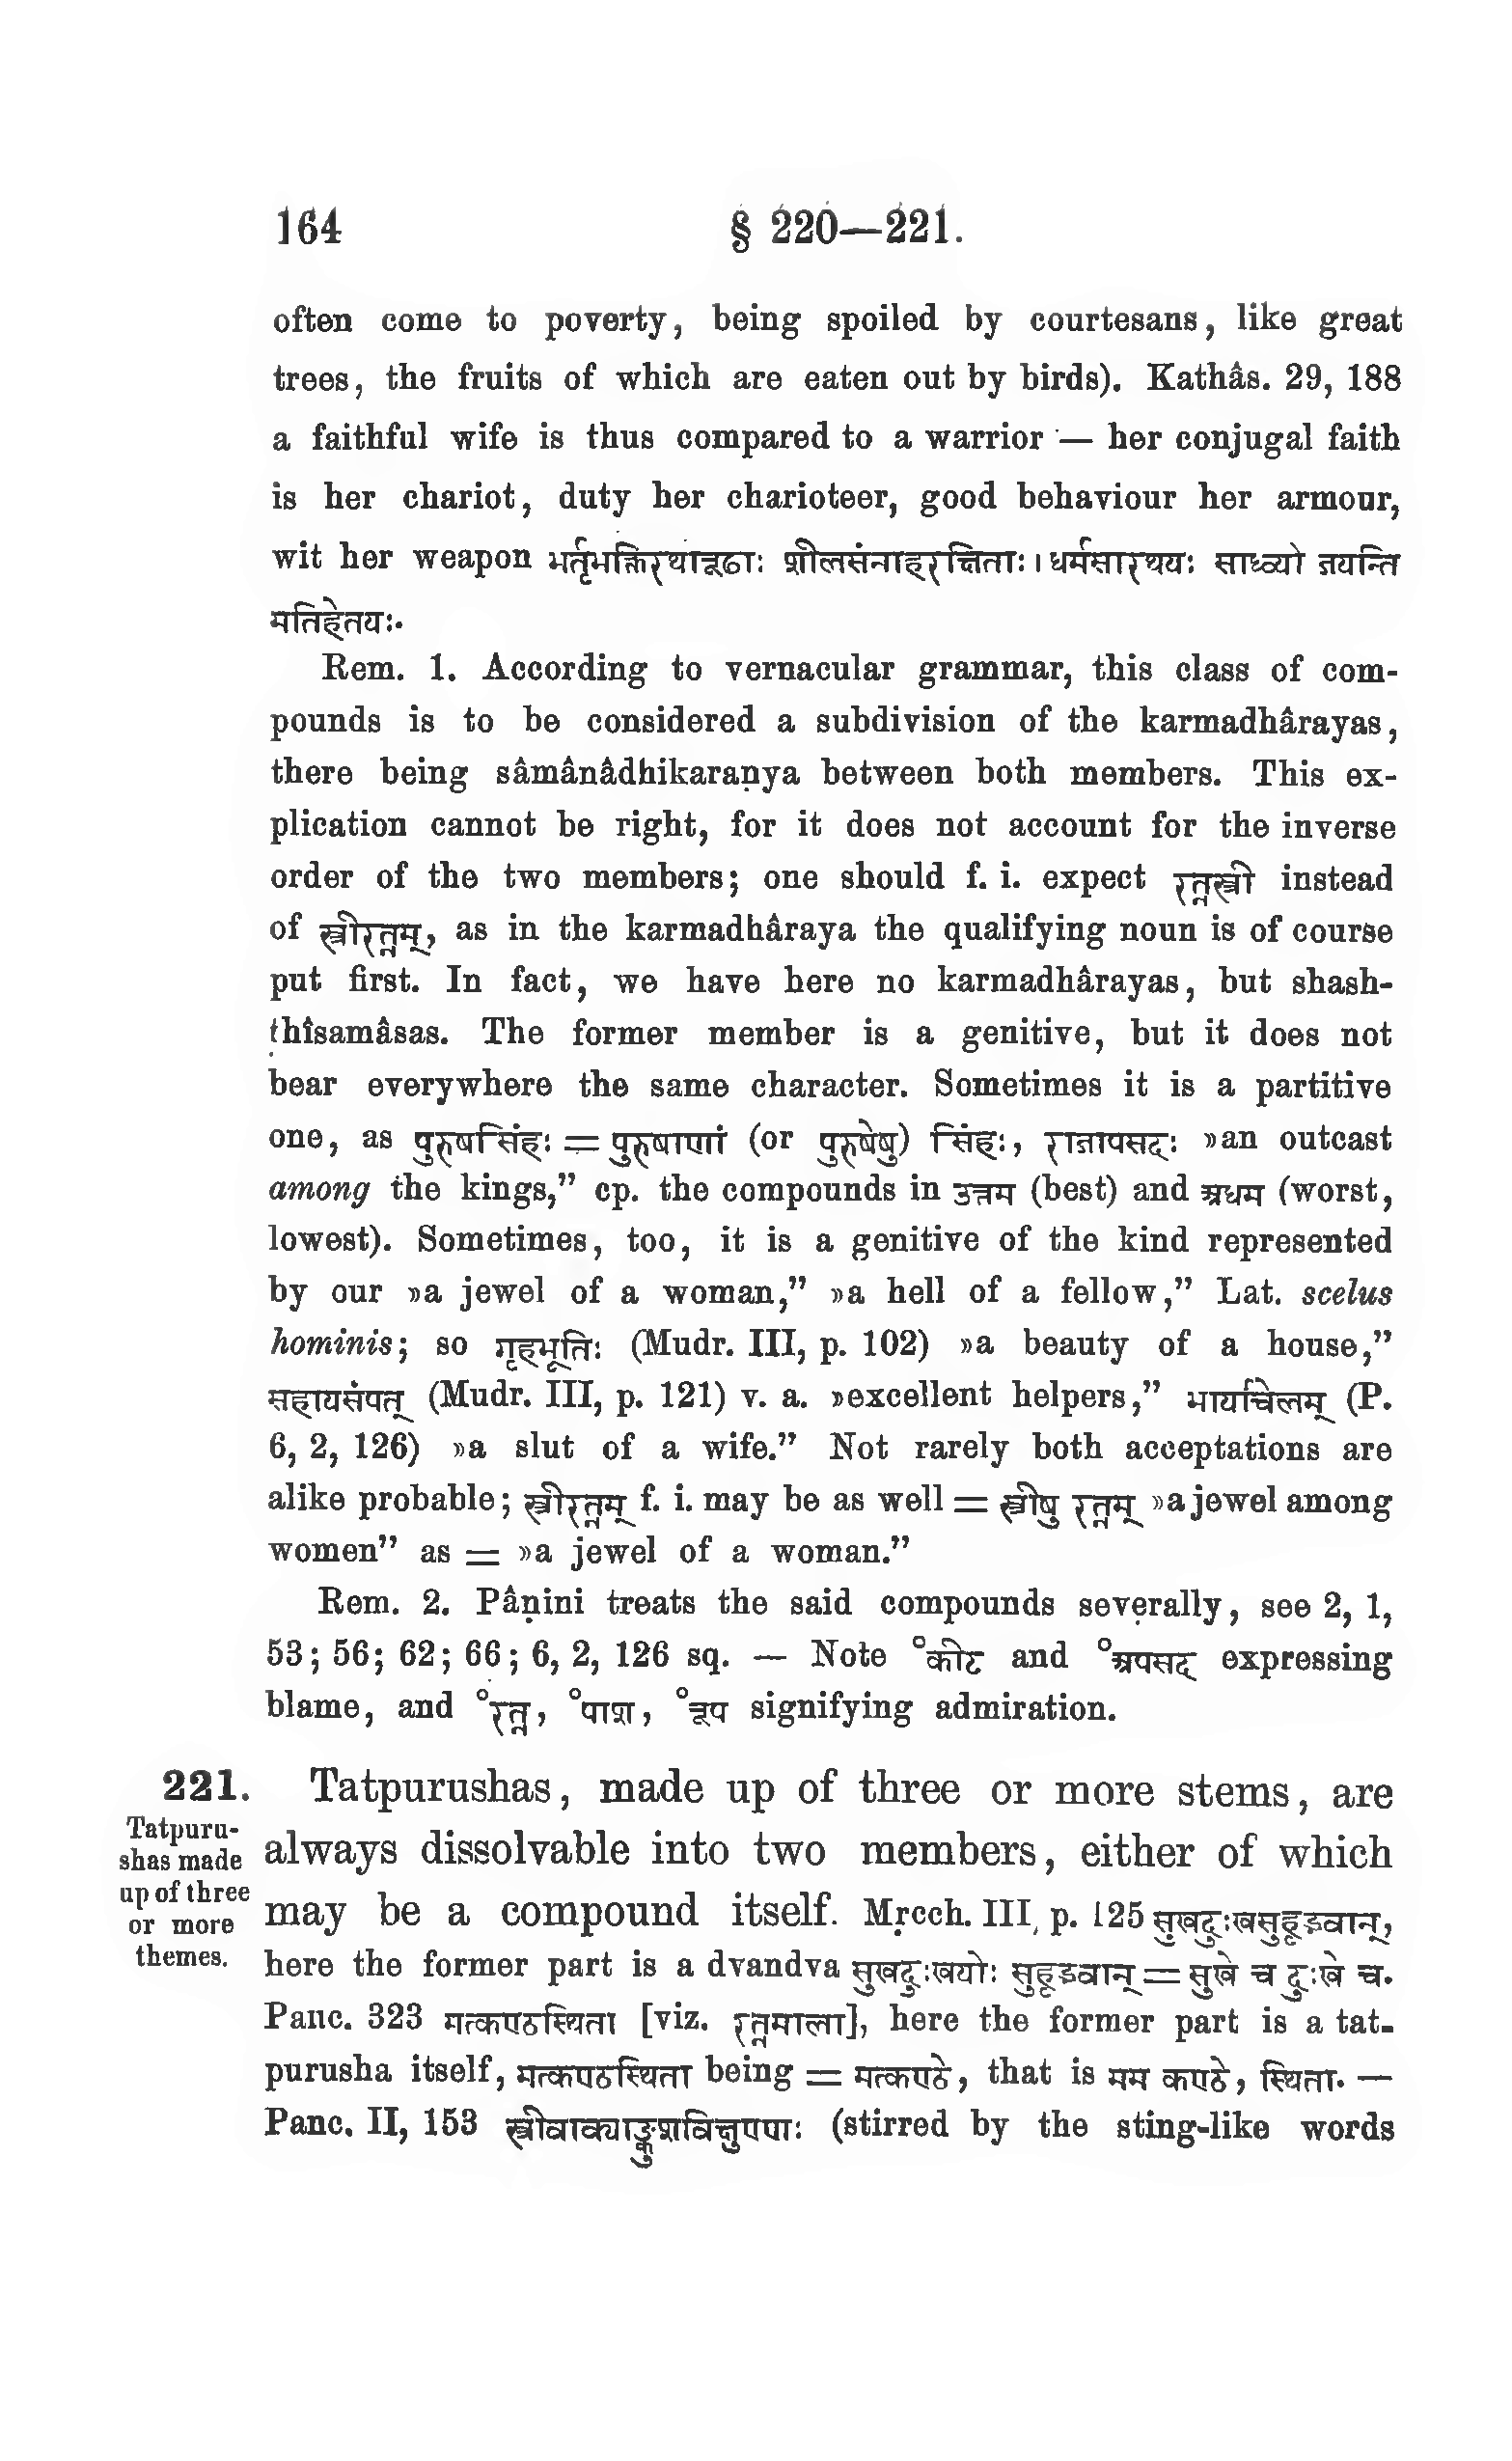 164 § 220—221.
often come to poverty, being spoiled by courtesans, like great
trees, the fruits of which are eaten out by birds). Kathâs. 29, 188
a faithful wife is thus compared to a warrior — her conjugal faith
is her chariot, duty her charioteer, good behaviour her armour,
wit her weapon भर्तृभक्तिरथारूढाः शीलसंनाहरक्षिताः । धर्मसारथयः साध्व्यो जयन्ति
मतिहेतयः.
Rem. 1. According to vernacular grammar, this class of com-
pounds is to be considered a subdivision of the karmadhârayas,
there being sâmânâdhikaraṇya between both members. This ex-
plication cannot be right, for it does not account for the inverse
order of the two members; one should f. i. expect रत्नस्त्री instead
of स्त्रीरत्नम्, as in the karmadhâraya the qualifying noun is of course
put first. In fact, we have here no karmadhârayas, but shash-
ṭhîsamâsas. The former member is a genitive, but it does not
bear everywhere the same character. Sometimes it is a partitive
one, as पुरुषसिंहः = पुरुषाणां (or पुरुषेषु) सिंहः, राजापसदः »an outcast
among the kings,” cp. the compounds in उत्तम (best) and अधम (worst,
lowest). Sometimes, too, it is a genitive of the kind represented
by our »a jewel of a woman,” »a hell of a fellow,” Lat. scelus
hominis; so गृहभूतिः (Mudr. III, p. 102) »a beauty of a house,”
सहायसंपत् (Mudr. III, p. 121) v. a. »excellent helpers,” भार्याचेलम् (P.
6, 2, 126) »a slut of a wife.” Not rarely both acceptations are
alike probable; स्त्रीरत्नम् f. i. may be as well = स्त्रीषु रत्नम् »a jewel among
women” as = »a jewel of a woman.”
Rem. 2. Pâṇini treats the said compounds severally, see 2, 1,
53; 56; 62; 66; 6, 2, 126 sq. — Note °कीट and °अपसद expressing
blame, and °रत्न, °पाश, °रूप signifying admiration.
221. Tatpurushas, made up of three or more stems, are
Tatpuru-
shas made
up of three
or more
themes.
always dissolvable into two members, either of which
may be a compound itself. Mṛcch. III, p. 125 सुखदुःखसुहृद्भवान्,
here the former part is a dvandva सुखदुःखयोः सुहृद्भवान् = सुखे च दुःखे च.
Panc. 323 मत्कण्ठस्थिता [viz. रत्नमाला], here the former part is a tat-
purusha itself, मत्कण्ठस्थिता being = मत्कण्ठे, that is मम कण्ठे, स्थिता. —
Panc. II, 153 स्त्रीवाक्याङ्कुशविक्षुण्णः (stirred by the sting-like words